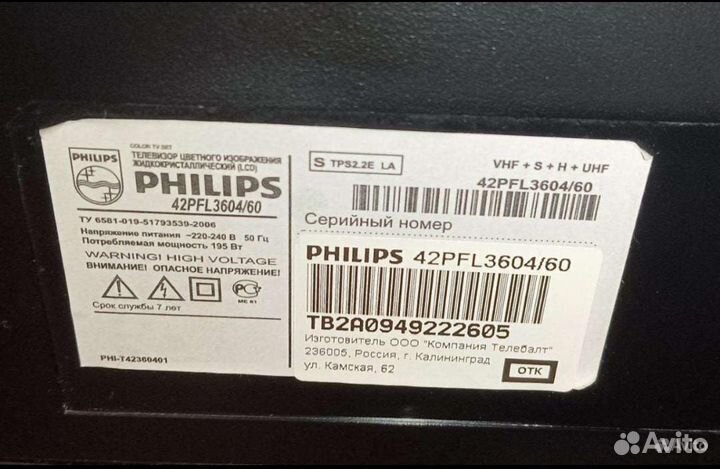 COLOR TV SET
ТЕЛЕВИЗОР ЦВЕТНОГО ИЗОБРАЖЕНИЯ
ЖИДКОКРИСТАЛЛИЧЕСКИЙ (LCD)
PHILIPS
PHILIPS
42PFL3604/60
ТУ 6581-019-51793539-2006
Напряжение питания ~220-240 В 50 Гц
Потребляемая мощность 195 Вт
WARNING! HIGH VOLTAGE
ВНИМАНИЕ! ОПАСНОЕ НАПРЯЖЕНИЕ!
МЕ 61
Срок службы 7 лет
PHI-T42360401
S TPS2.2E LA
VHF + S + H + UHF
42PFL3604/60
Серийный номер
PHILIPS 42PFL3604/60
TB2A0949222605
Изготовитель ООО "Компания Телебалт"
236005, Россия, г. Калининград
ул. Камская, 62
ОТК
Avito